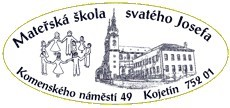 Mateřská škola svatého Josefa
Komenského náměstí 49 Kojetín 752 01